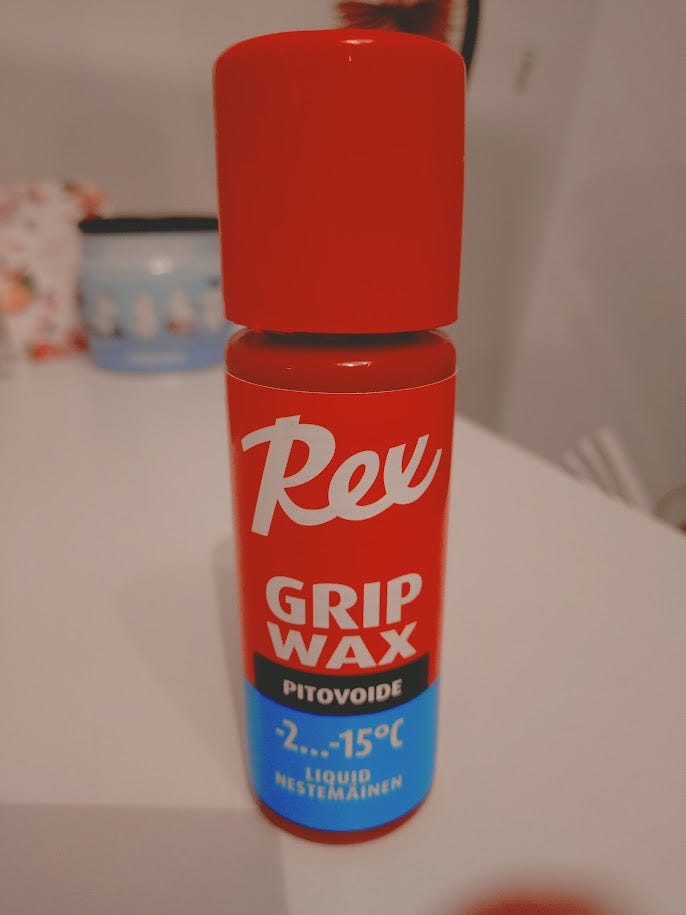 Rex
GRIP
WAX
PITOVOIDE
-2...-15°C
LIQUID
NESTEMÄINEN